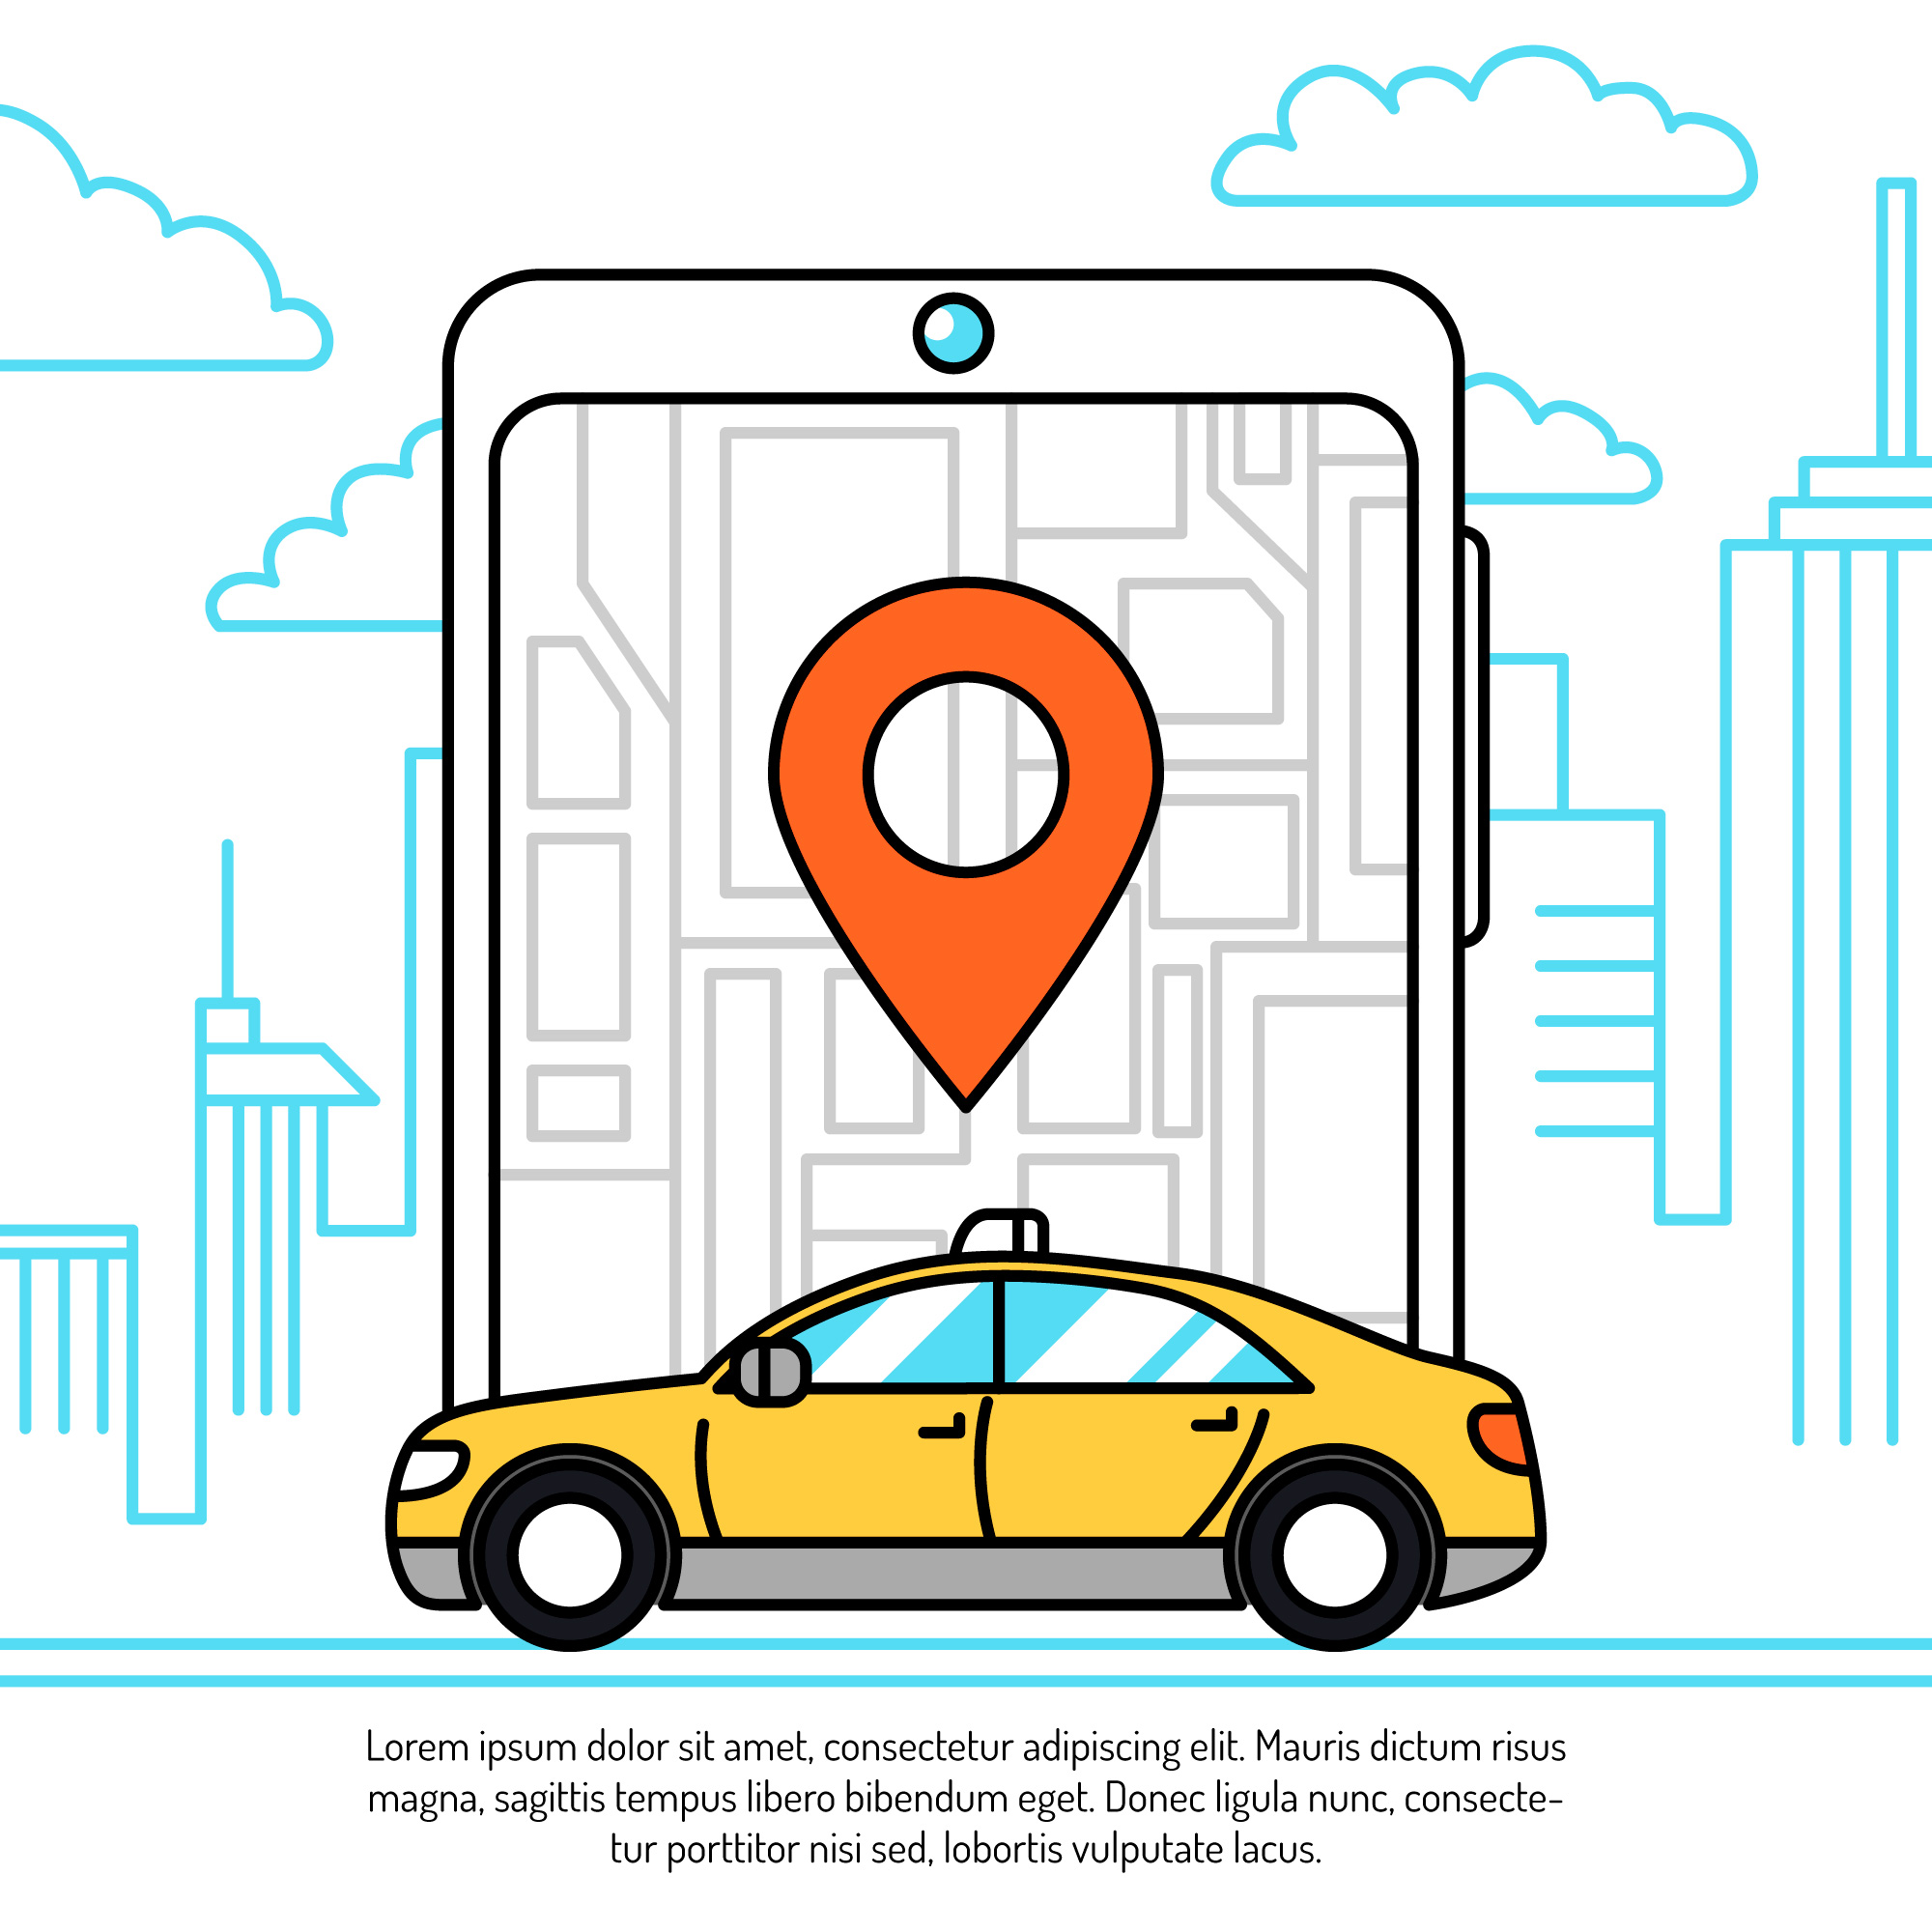 Lorem ipsum dolor sit amet, consectetur adipiscing elit. Mauris dictum risus
magna, sagittis tempus libero bibendum eget. Donec ligula nunc, consecte-
tur porttitor nisi sed, lobortis vulputate lacus.